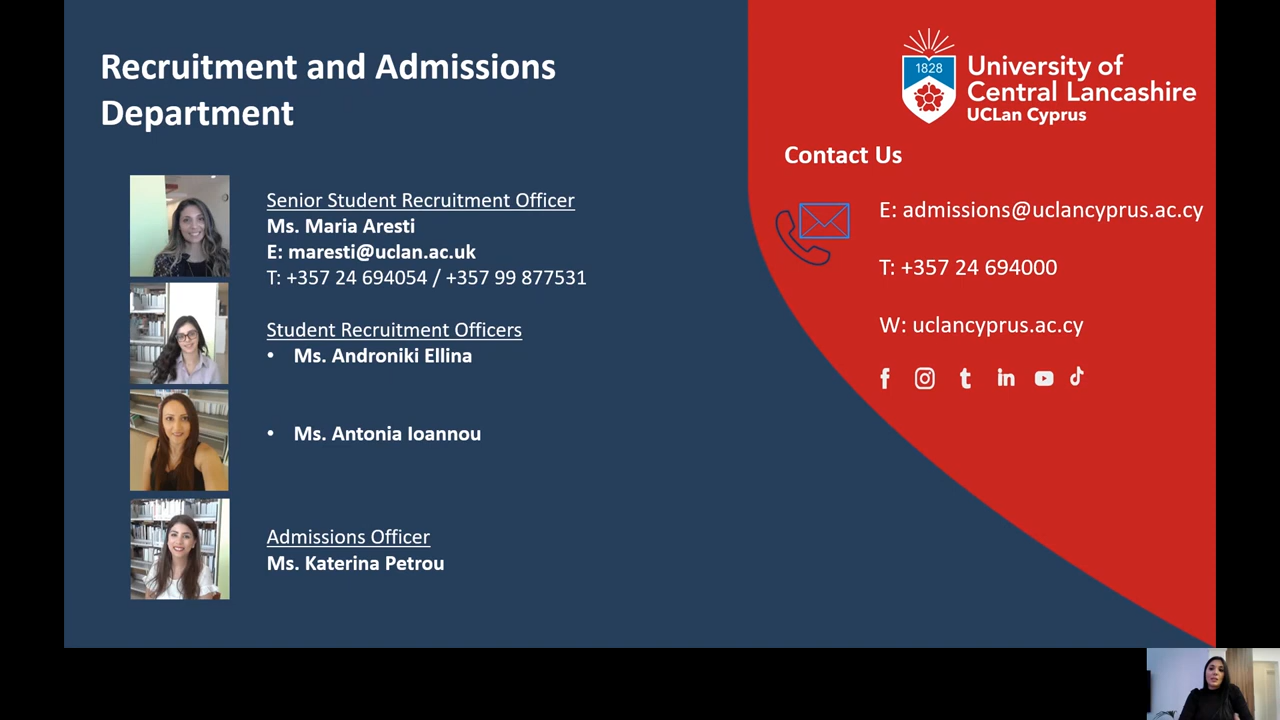 Recruitment and Admissions
Department
Senior Student Recruitment Officer
Ms. Maria Aresti
E: maresti@uclan.ac.uk
T: +357 24 694054 / +357 99 877531
Student Recruitment Officers
• Ms. Androniki Ellina
• Ms. Antonia Ioannou
Admissions Officer
Ms. Katerina Petrou
1828
University of
Central Lancashire
UCLan Cyprus
Contact Us
E: admissions@uclancyprus.ac.cy
T: +357 24 694000
W: uclancyprus.ac.cy